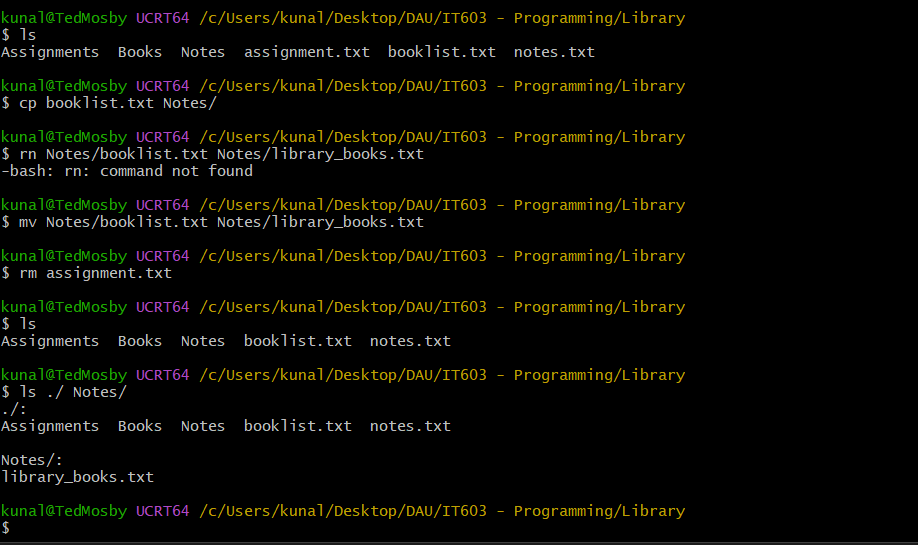 kunal@TedMosby UCRT64 /c/Users/kunal/Desktop/DAU/IT603 - Programming/Library
$ ls
Assignments  Books  Notes  assignment.txt  booklist.txt  notes.txt
kunal@TedMosby UCRT64 /c/Users/kunal/Desktop/DAU/IT603 - Programming/Library
$ cp booklist.txt Notes/
kunal@TedMosby UCRT64 /c/Users/kunal/Desktop/DAU/IT603 - Programming/Library
$ rn Notes/booklist.txt Notes/library_books.txt
-bash: rn: command not found
kunal@TedMosby UCRT64 /c/Users/kunal/Desktop/DAU/IT603 - Programming/Library
$ mv Notes/booklist.txt Notes/library_books.txt
kunal@TedMosby UCRT64 /c/Users/kunal/Desktop/DAU/IT603 - Programming/Library
$ rm assignment.txt
kunal@TedMosby UCRT64 /c/Users/kunal/Desktop/DAU/IT603 - Programming/Library
$ ls
Assignments  Books  Notes  booklist.txt  notes.txt
kunal@TedMosby UCRT64 /c/Users/kunal/Desktop/DAU/IT603 - Programming/Library
$ ls ./ Notes/
./:
Assignments  Books  Notes  booklist.txt  notes.txt
Notes/:
library_books.txt
kunal@TedMosby UCRT64 /c/Users/kunal/Desktop/DAU/IT603 - Programming/Library
$